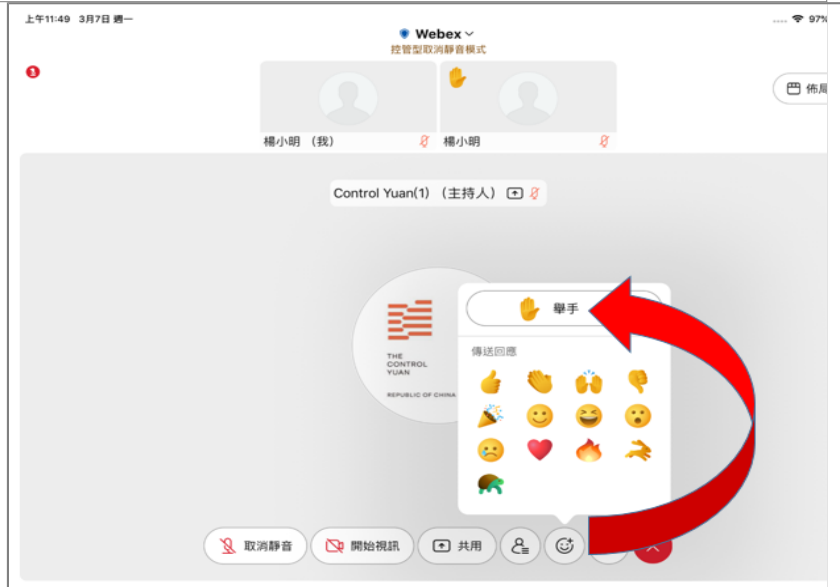 上午11:49 3月7日 週一
97%
Webex
控管型取消靜音模式
佈局
楊小明 （我）
楊小明
Control Yuan(1) （主持人）
舉手
傳送回應
THE
CONTROL
YUAN
REPUBLIC OF CHINA
取消靜音
開始視訊
共用